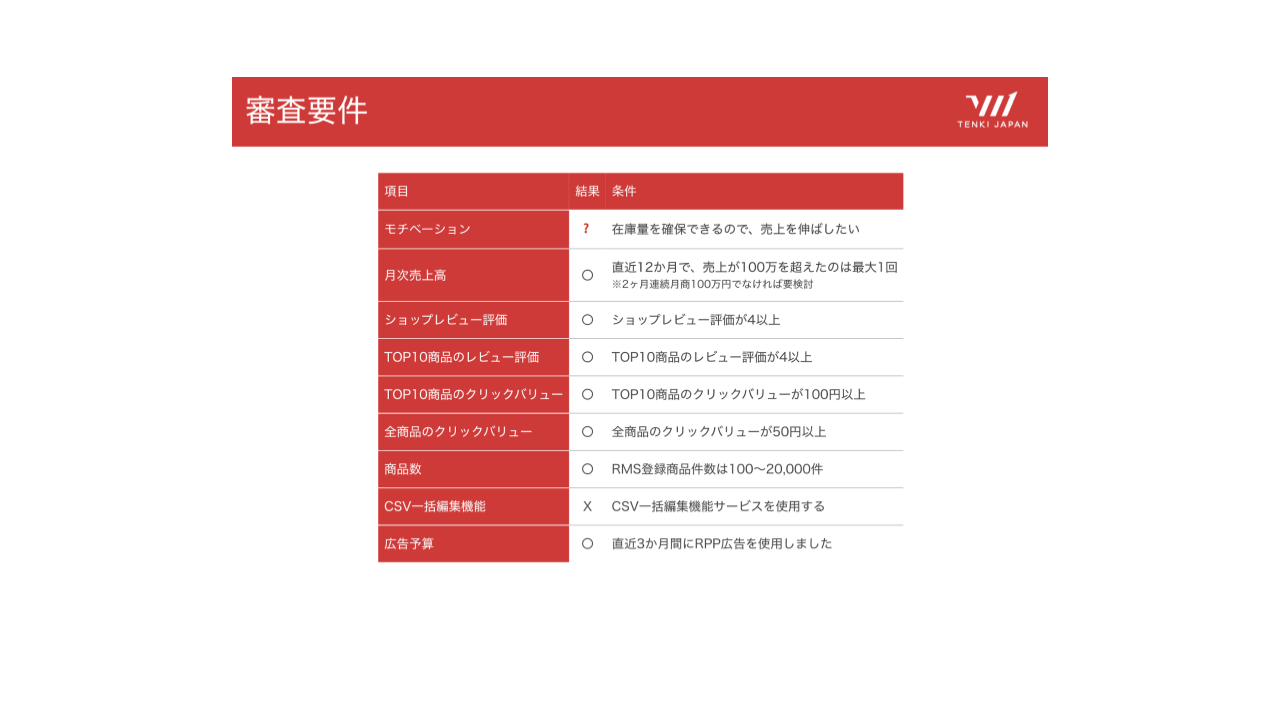 審査要件
TENKI JAPAN
項目 結果 条件
モチベーション ? 在庫量を確保できるので、売上を伸ばしたい
月次売上高 〇 直近12か月で、売上が100万を超えたのは最大1回
※2ヶ月連続月商100万円でなければ要検討
ショップレビュー評価 〇 ショップレビュー評価が4以上
TOP10商品のレビュー評価 〇 TOP10商品のレビュー評価が4以上
TOP10商品のクリックバリュー 〇 TOP10商品のクリックバリューが100円以上
全商品のクリックバリュー 〇 全商品のクリックバリューが50円以上
商品数 〇 RMS登録商品件数は100〜20,000件
CSV一括編集機能 X CSV一括編集機能サービスを使用する
広告予算 〇 直近3か月間にRPP広告を使用しました